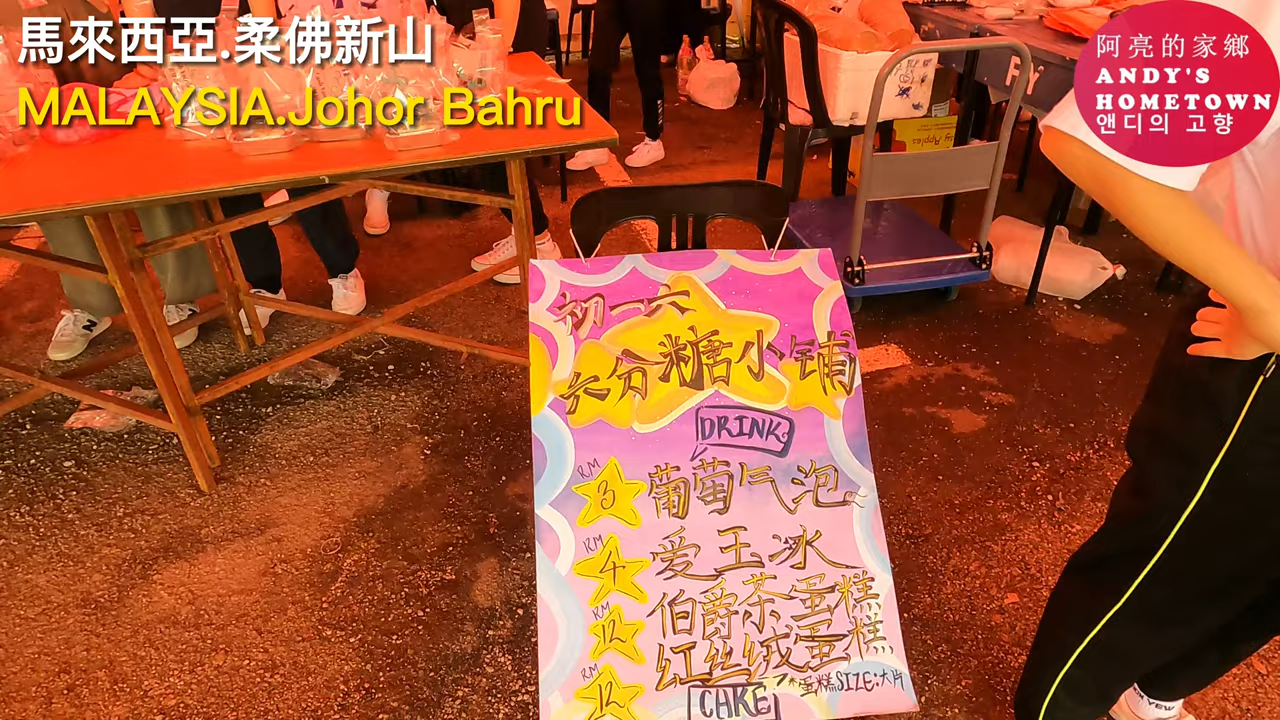 馬來西亞.柔佛新山
MALAYSIA.Johor Bahru
阿亮的家鄉
ANDY'S
HOMETOWN
앤디의 고향
初一六
六分糖小铺
DRINK
RM 3 葡萄气泡
RM 4 爱玉冰
RM 12 伯爵茶蛋糕
RM 12 红丝绒蛋糕
*蛋糕SIZE:大片
CAKE